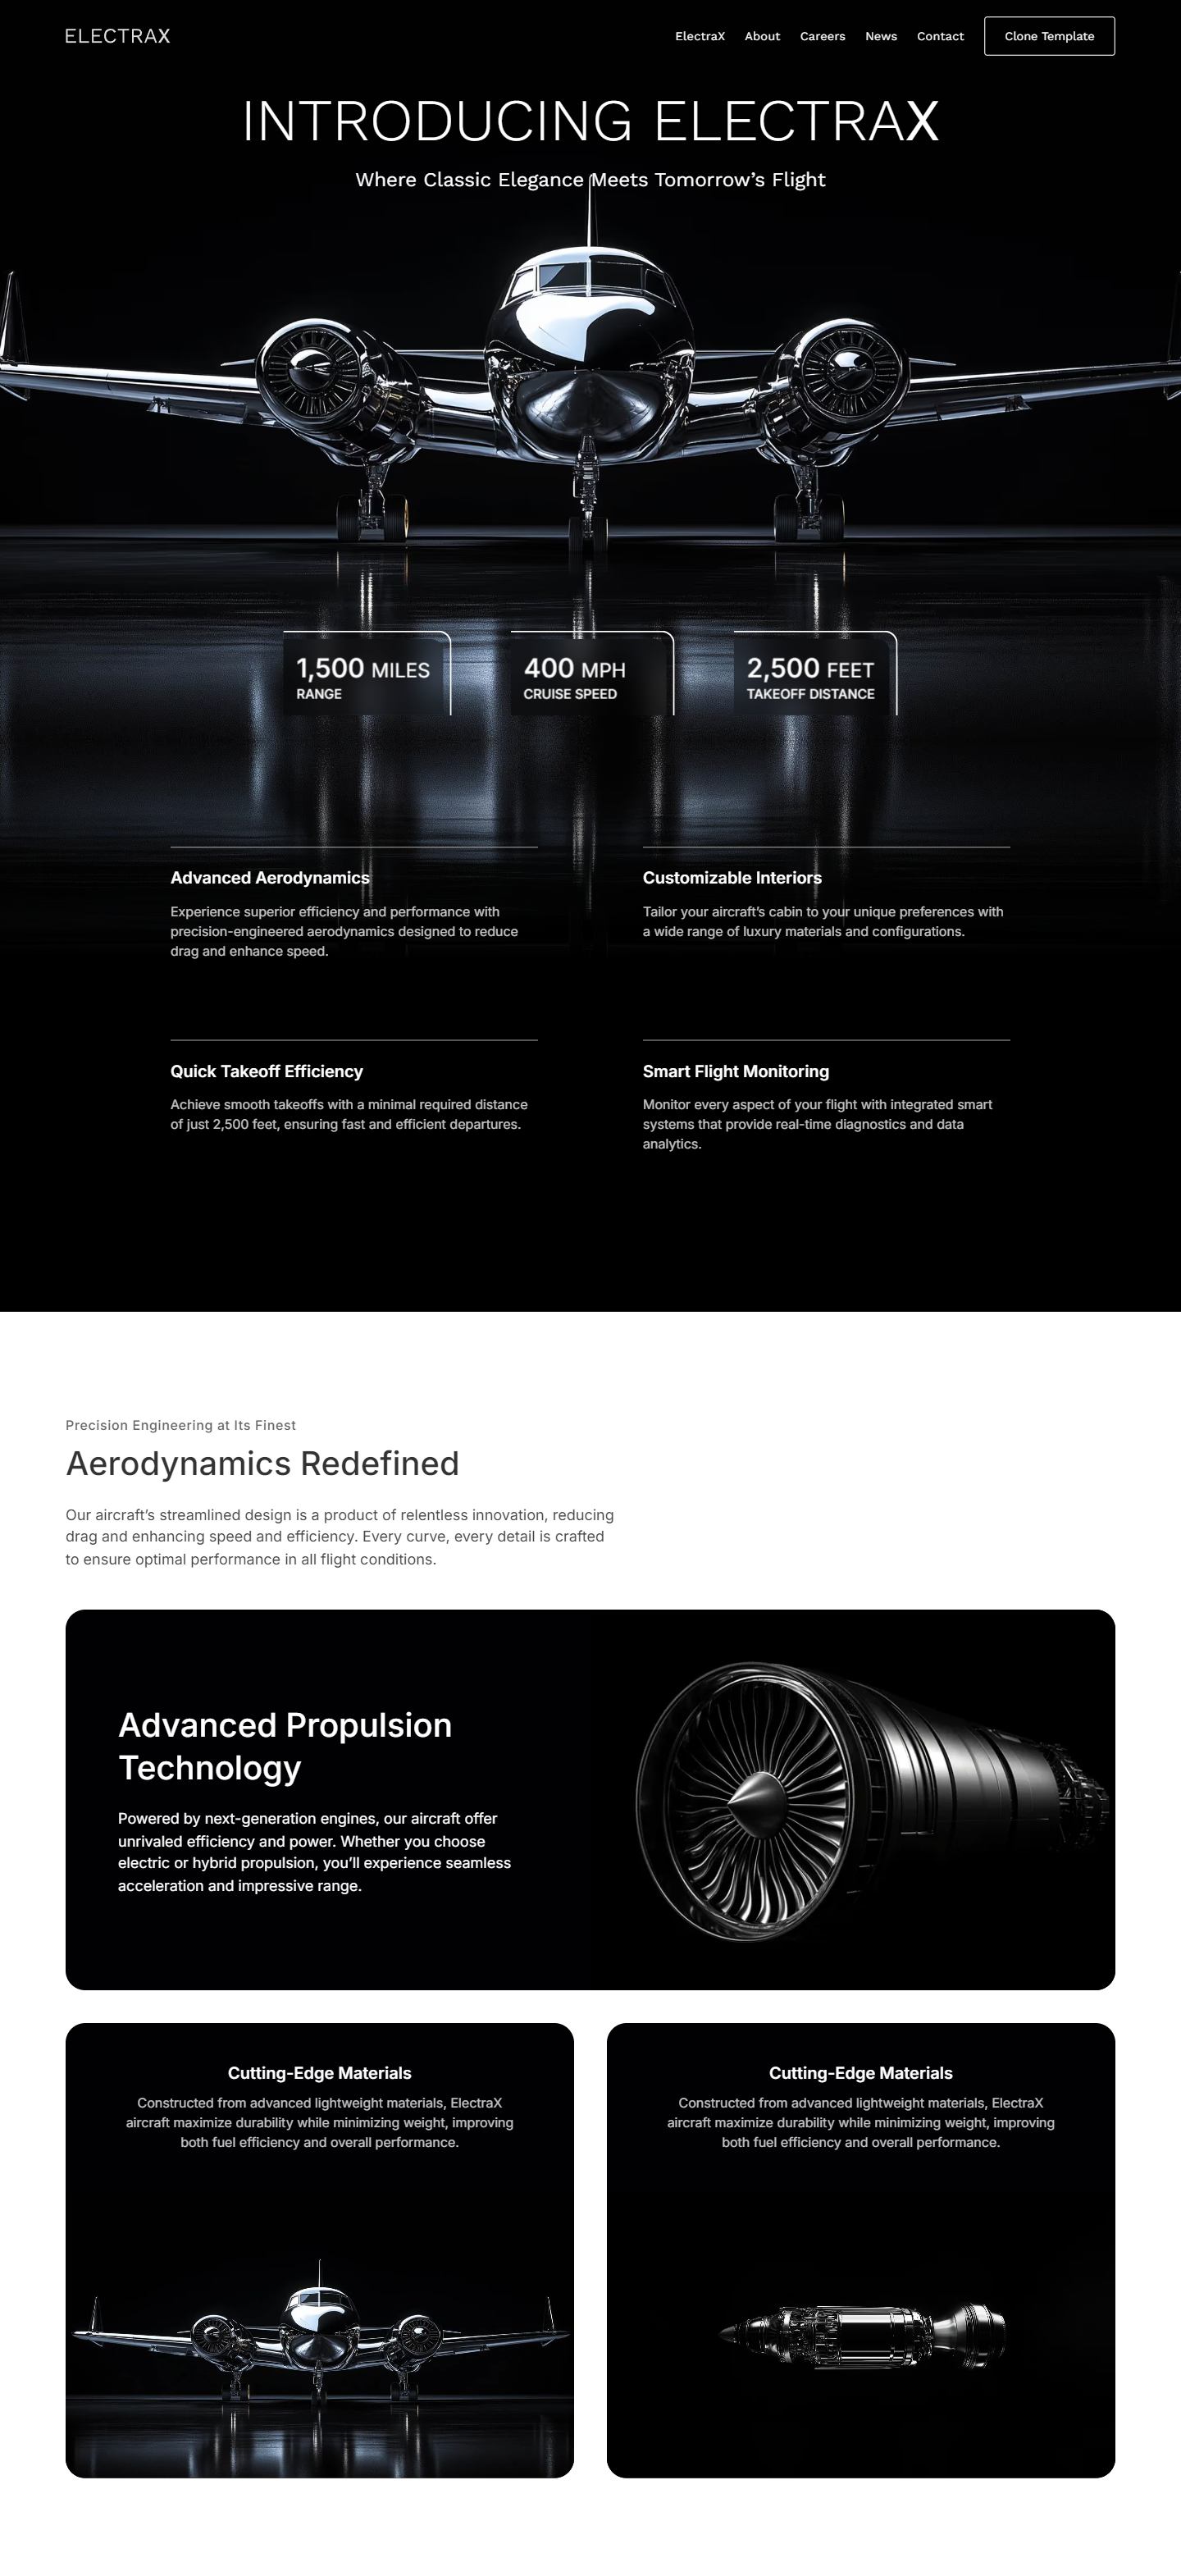 ELECTRAX
ElectraX About Careers News Contact Clone Template
INTRODUCING ELECTRAX
Where Classic Elegance Meets Tomorrow’s Flight
1,500 MILES
RANGE
400 MPH
CRUISE SPEED
2,500 FEET
TAKEOFF DISTANCE
Advanced Aerodynamics
Experience superior efficiency and performance with
precision-engineered aerodynamics designed to reduce
drag and enhance speed.
Customizable Interiors
Tailor your aircraft’s cabin to your unique preferences with
a wide range of luxury materials and configurations.
Quick Takeoff Efficiency
Achieve smooth takeoffs with a minimal required distance
of just 2,500 feet, ensuring fast and efficient departures.
Smart Flight Monitoring
Monitor every aspect of your flight with integrated smart
systems that provide real-time diagnostics and data
analytics.
Precision Engineering at Its Finest
Aerodynamics Redefined
Our aircraft’s streamlined design is a product of relentless innovation, reducing
drag and enhancing speed and efficiency. Every curve, every detail is crafted
to ensure optimal performance in all flight conditions.
Advanced Propulsion
Technology
Powered by next-generation engines, our aircraft offer
unrivaled efficiency and power. Whether you choose
electric or hybrid propulsion, you’ll experience seamless
acceleration and impressive range.
Cutting-Edge Materials
Constructed from advanced lightweight materials, ElectraX
aircraft maximize durability while minimizing weight, improving
both fuel efficiency and overall performance.
Cutting-Edge Materials
Constructed from advanced lightweight materials, ElectraX
aircraft maximize durability while minimizing weight, improving
both fuel efficiency and overall performance.